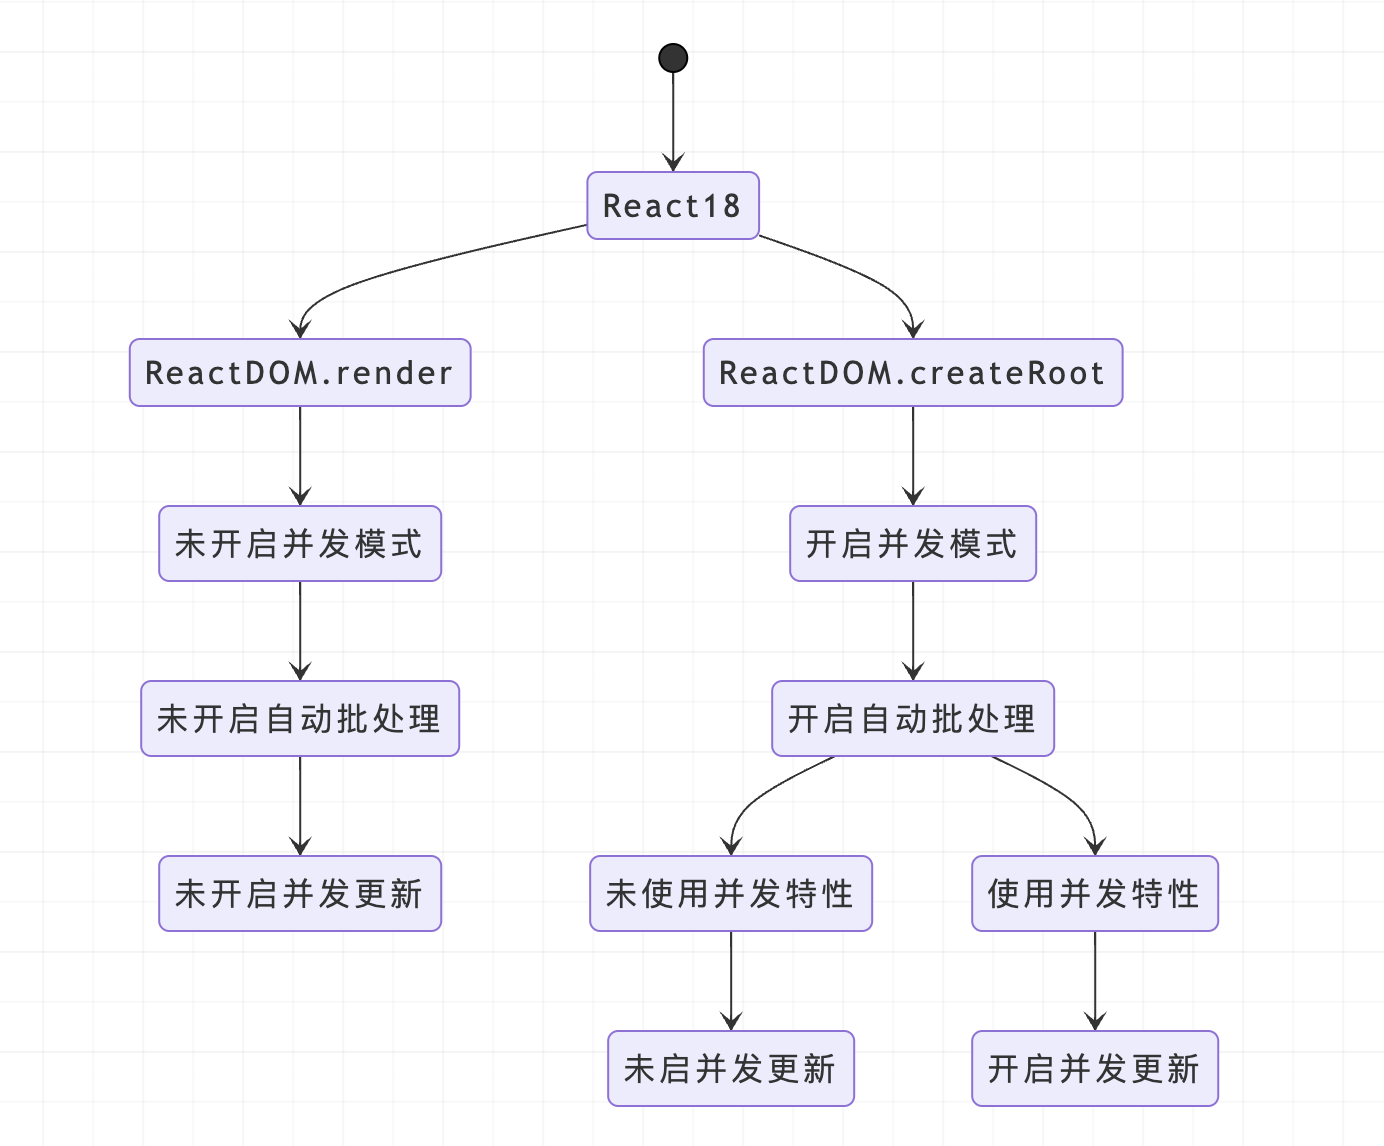 React18
ReactDOM.render
ReactDOM.createRoot
未开启并发模式
开启并发模式
未开启自动批处理
开启自动批处理
未开启并发更新
未使用并发特性
使用并发特性
未启并发更新
开启并发更新